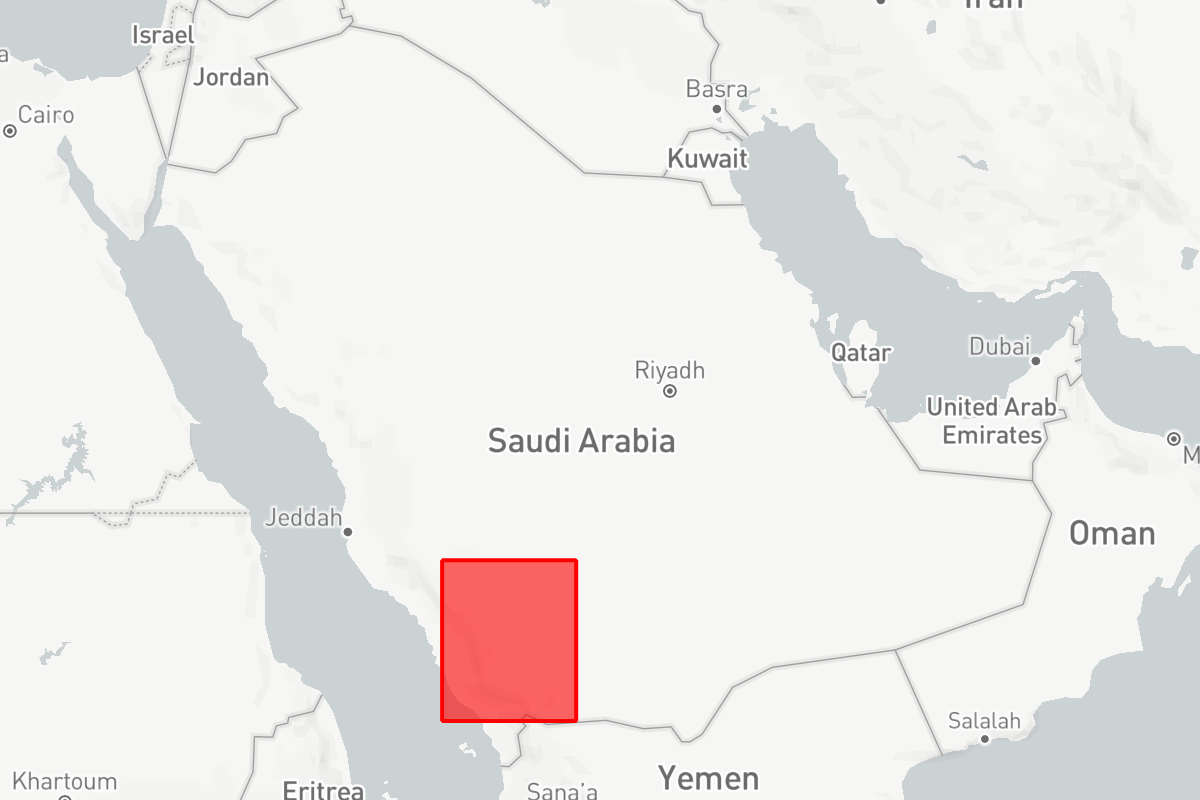 Iran
Israel
Jordan
Basra
Cairo
Kuwait
Qatar
Dubai
Riyadh
United Arab
Emirates
Saudi Arabia
M
Jeddah
Oman
Salalah
Khartoum
Eritrea
Yemen
Sana'a
a